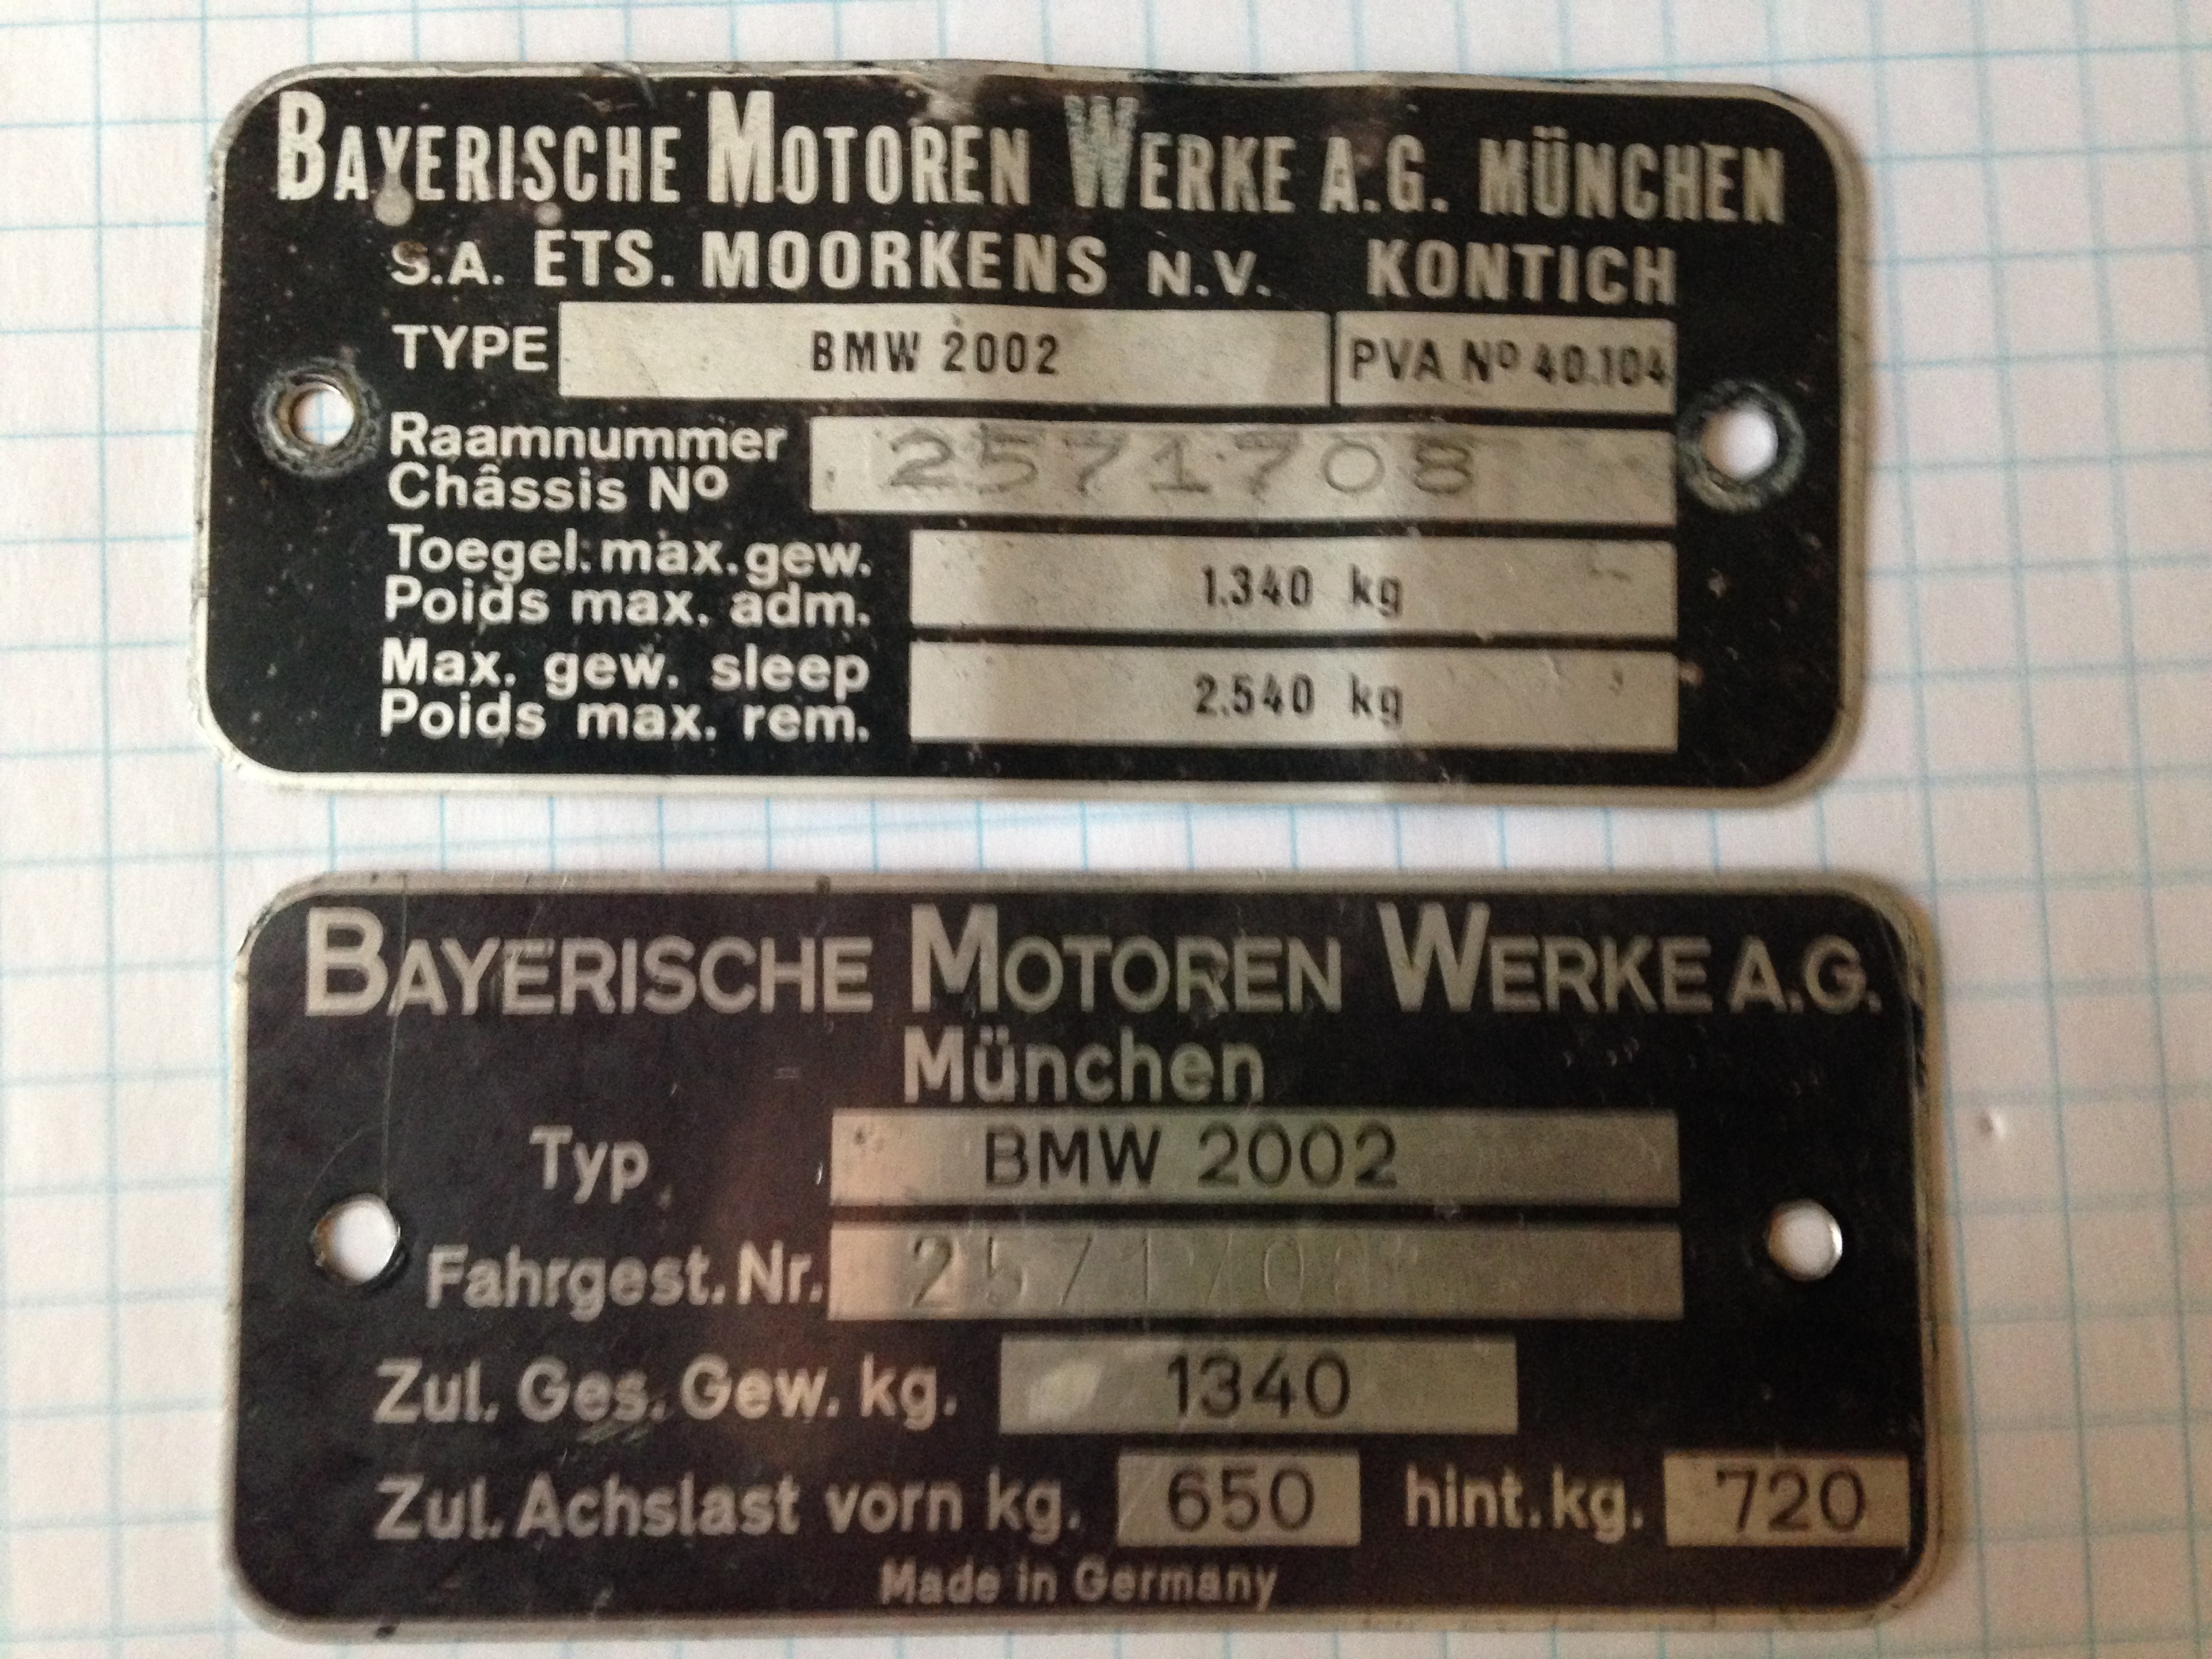 BAYERISCHE MOTOREN WERKE A.G. MÜNCHEN
S.A. ETS. MOORKENS N.V. KONTICH
TYPE BMW 2002 PVA Nº 40.104
Raamnummer
Châssis Nº 2571708
Toegel. max. gew.
Poids max. adm. 1.340 kg
Max. gew. sleep
Poids max. rem. 2.540 kg
BAYERISCHE MOTOREN WERKE A.G.
München
Typ BMW 2002
Fahrgest. Nr. 2571708
Zul. Ges. Gew. kg. 1340
Zul. Achslast vorn kg. 650 hint. kg. 720
Made in Germany